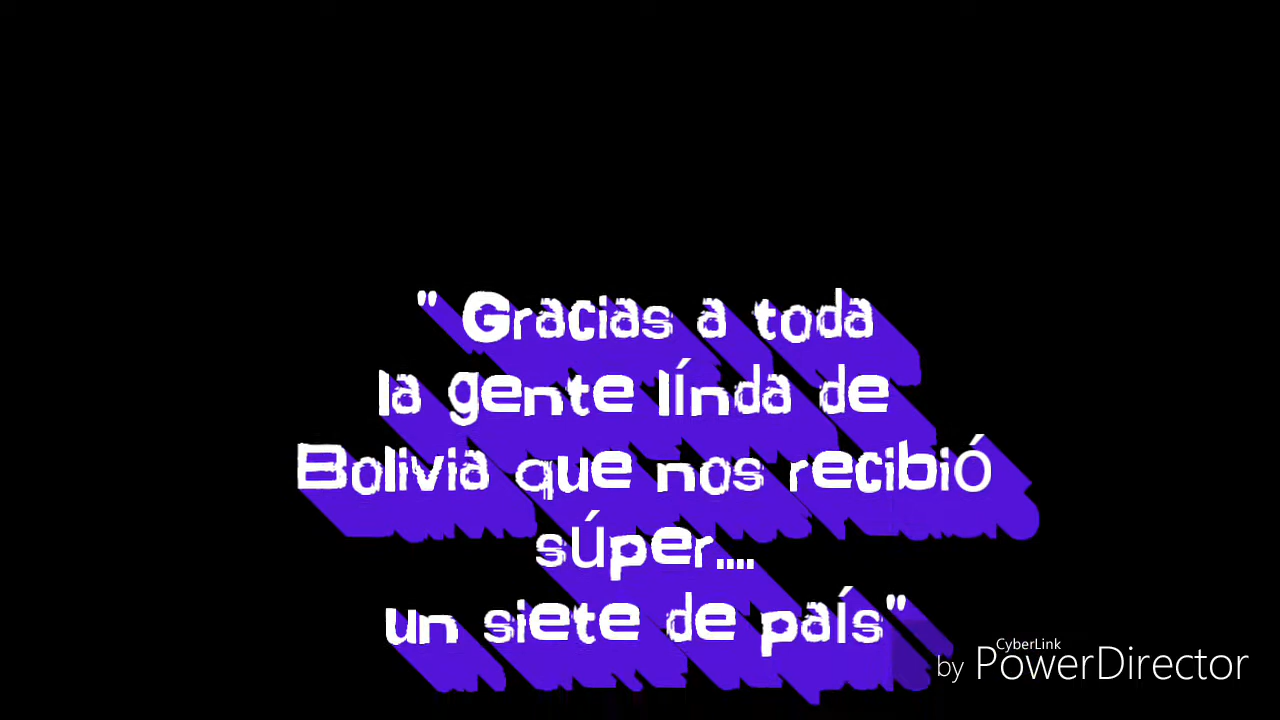 " Gracias a toda
la gente línda de
Bolivia que nos recibió
súper....
un siete de país"
CyberLink
by PowerDirector